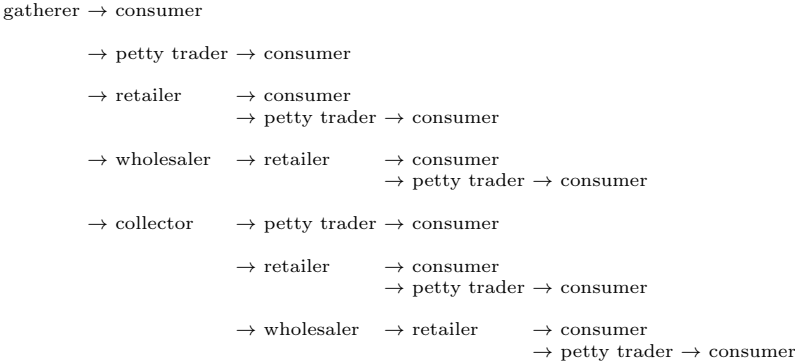 gatherer → consumer
→ petty trader → consumer
→ retailer → consumer
→ petty trader → consumer
→ wholesaler → retailer → consumer
→ petty trader → consumer
→ collector → petty trader → consumer
→ retailer → consumer
→ petty trader → consumer
→ wholesaler → retailer → consumer
→ petty trader → consumer